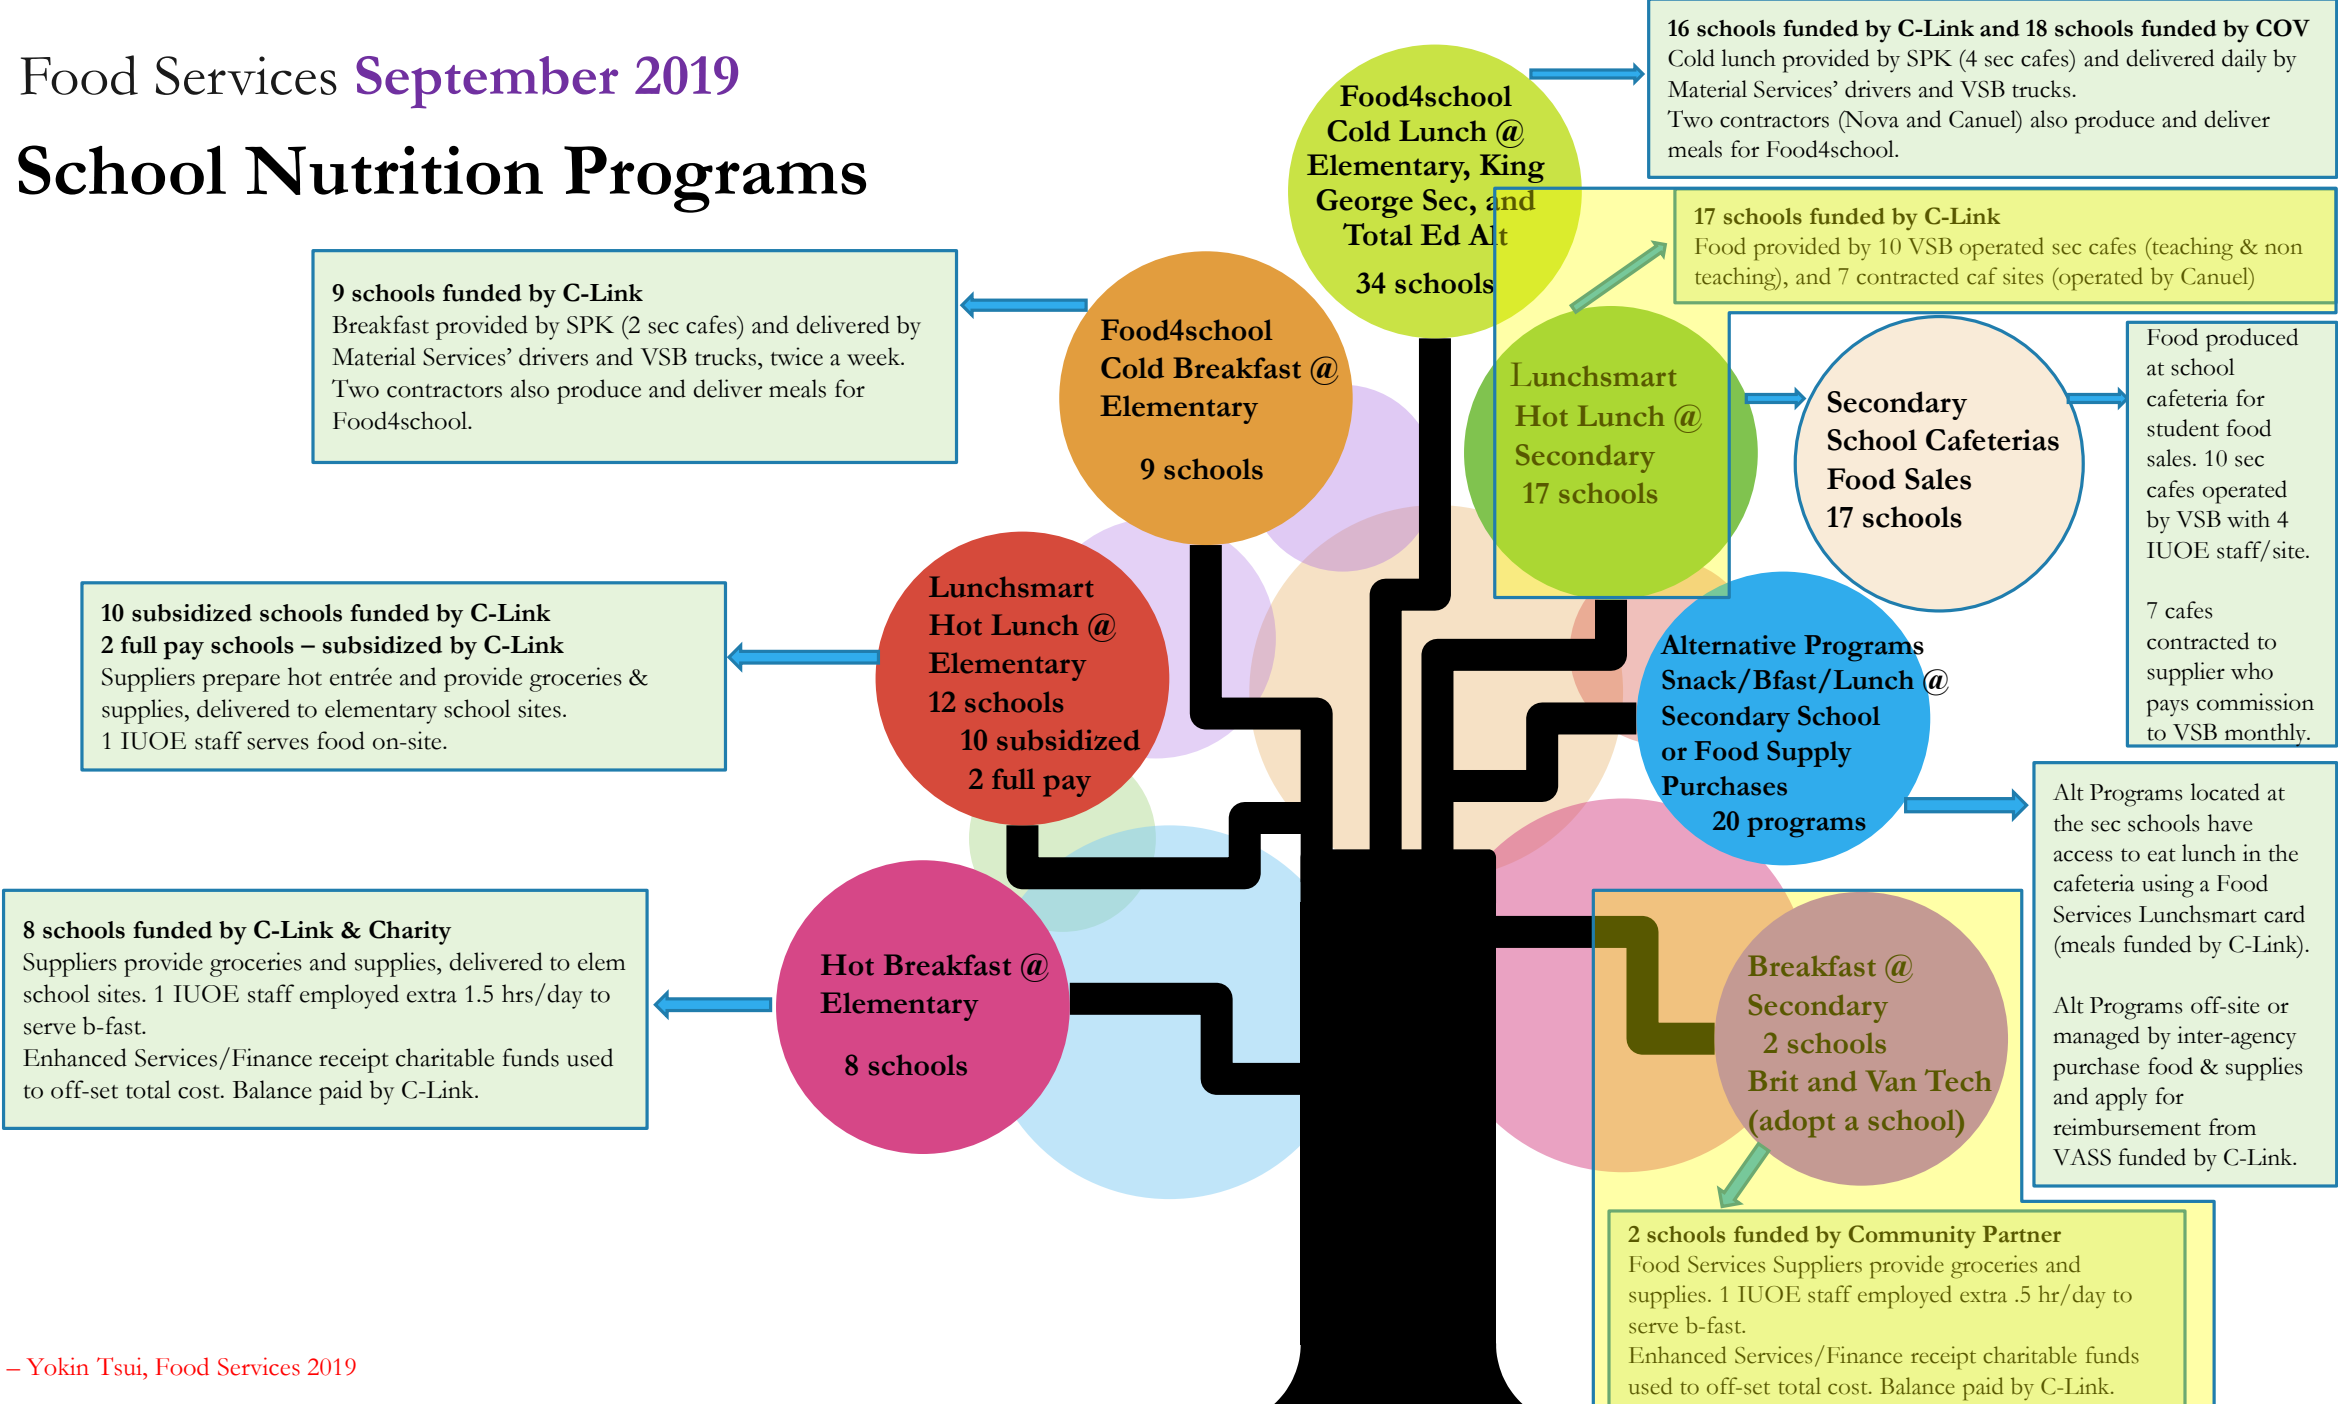 Food Services September 2019
School Nutrition Programs
16 schools funded by C-Link and 18 schools funded by COV
Cold lunch provided by SPK (4 sec cafes) and delivered daily by
Material Services’ drivers and VSB trucks.
Two contractors (Nova and Canuel) also produce and deliver
meals for Food4school.
Food4school
Cold Lunch @
Elementary, King
George Sec, and
Total Ed Alt
34 schools
17 schools funded by C-Link
Food provided by 10 VSB operated sec cafes (teaching & non
teaching), and 7 contracted caf sites (operated by Canuel)
9 schools funded by C-Link
Breakfast provided by SPK (2 sec cafes) and delivered by
Material Services’ drivers and VSB trucks, twice a week.
Two contractors also produce and deliver meals for
Food4school.
Food4school
Cold Breakfast @
Elementary
9 schools
Lunchsmart
Hot Lunch @
Secondary
17 schools
Secondary
School Cafeterias
Food Sales
17 schools
Food produced
at school
cafeteria for
student food
sales. 10 sec
cafes operated
by VSB with 4
IUOE staff/site.
7 cafes
contracted to
supplier who
pays commission
to VSB monthly.
10 subsidized schools funded by C-Link
2 full pay schools – subsidized by C-Link
Suppliers prepare hot entrée and provide groceries &
supplies, delivered to elementary school sites.
1 IUOE staff serves food on-site.
Lunchsmart
Hot Lunch @
Elementary
12 schools
10 subsidized
2 full pay
Alternative Programs
Snack/Bfast/Lunch @
Secondary School
or Food Supply
Purchases
20 programs
Alt Programs located at
the sec schools have
access to eat lunch in the
cafeteria using a Food
Services Lunchsmart card
(meals funded by C-Link).
Alt Programs off-site or
managed by inter-agency
purchase food & supplies
and apply for
reimbursement from
VASS funded by C-Link.
8 schools funded by C-Link & Charity
Suppliers provide groceries and supplies, delivered to elem
school sites. 1 IUOE staff employed extra 1.5 hrs/day to
serve b-fast.
Enhanced Services/Finance receipt charitable funds used
to off-set total cost. Balance paid by C-Link.
Hot Breakfast @
Elementary
8 schools
Breakfast @
Secondary
2 schools
Brit and Van Tech
(adopt a school)
2 schools funded by Community Partner
Food Services Suppliers provide groceries and
supplies. 1 IUOE staff employed extra .5 hr/day to
serve b-fast.
Enhanced Services/Finance receipt charitable funds
used to off-set total cost. Balance paid by C-Link.
– Yokin Tsui, Food Services 2019